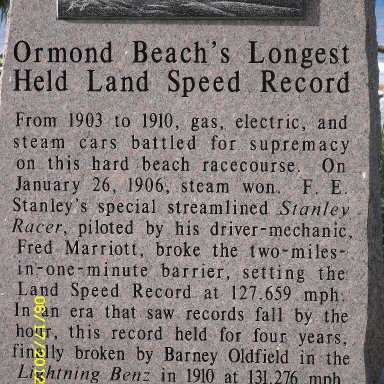 Ormond Beach's Longest
Held Land Speed Record
From 1903 to 1910, gas, electric, and
steam cars battled for supremacy
on this hard beach racecourse. On
January 26, 1906, steam won. F. E.
Stanley's special streamlined Stanley
Racer, piloted by his driver-mechanic,
Fred Marriott, broke the two-miles-
in-one-minute barrier, setting the
Land Speed Record at 127.659 mph.
In an era that saw records fall by the
hour, this record held for four years,
finally broken by Barney Oldfield in the
Lightning Benz in 1910 at 131.276 mph.